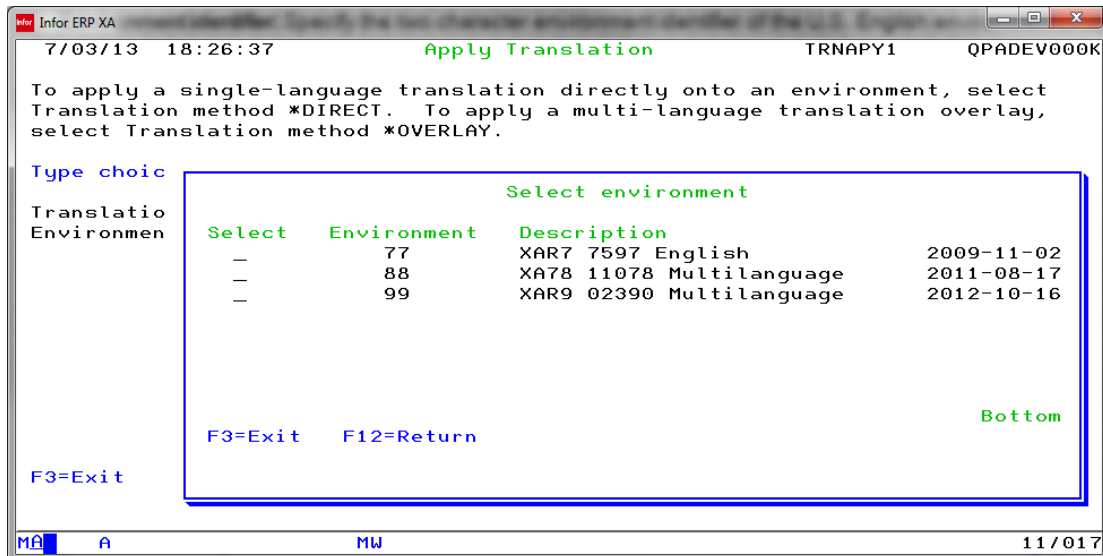 infor Infor ERP XA
7/03/13 18:26:37 Apply Translation TRNAPY1 QPADEV000K
To apply a single-language translation directly onto an environment, select
Translation method *DIRECT. To apply a multi-language translation overlay,
select Translation method *OVERLAY.
Type choic
Select environment
Translatio
Environmen Select Environment Description
_ 77 XAR7 7597 English 2009-11-02
_ 88 XA78 11078 Multilanguage 2011-08-17
_ 99 XAR9 02390 Multilanguage 2012-10-16
Bottom
F3=Exit F12=Return
F3=Exit
MA A MW 11/017